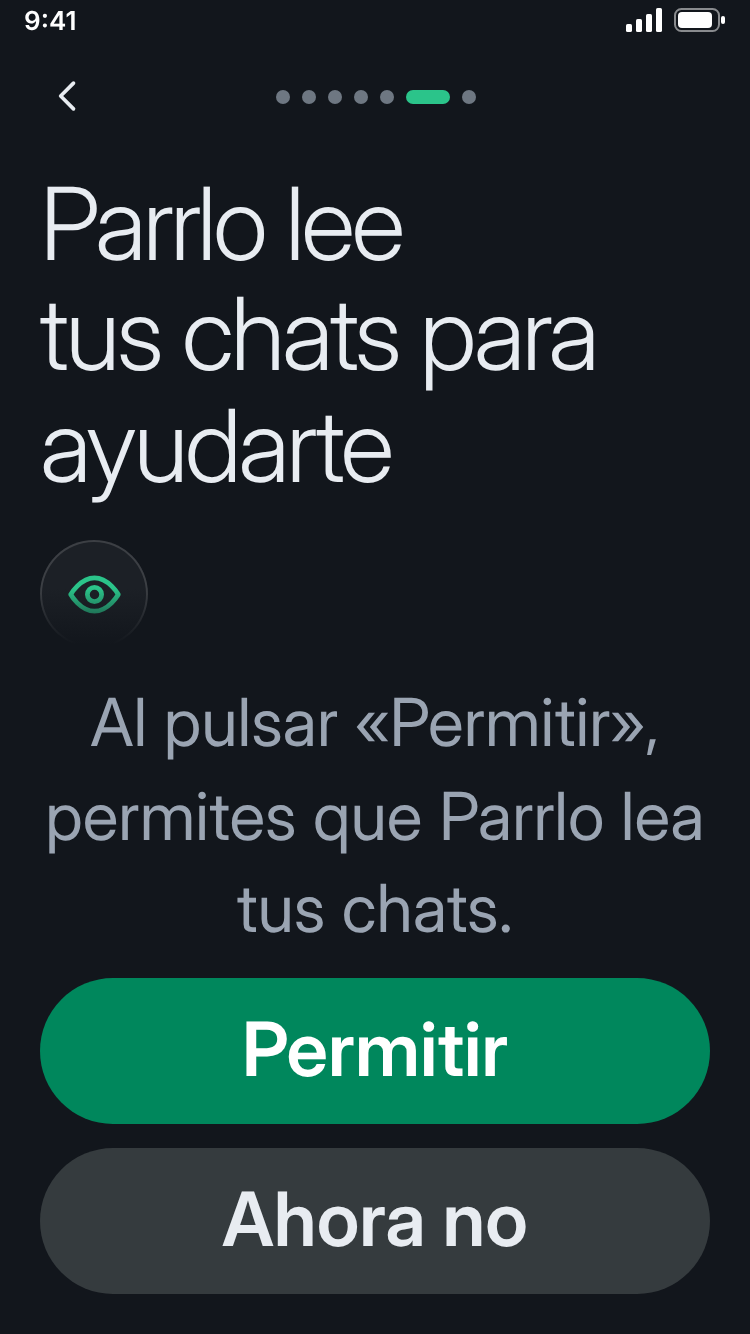 9:41
Parrlo lee
tus chats para
ayudarte
Al pulsar «Permitir»,
permites que Parrlo lea
tus chats.
Permitir
Ahora no